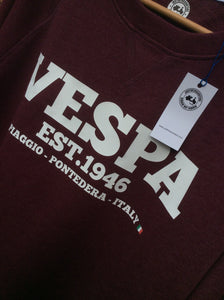 VESPA
EST.1946
PIAGGIO - PONTEDERA - ITALY